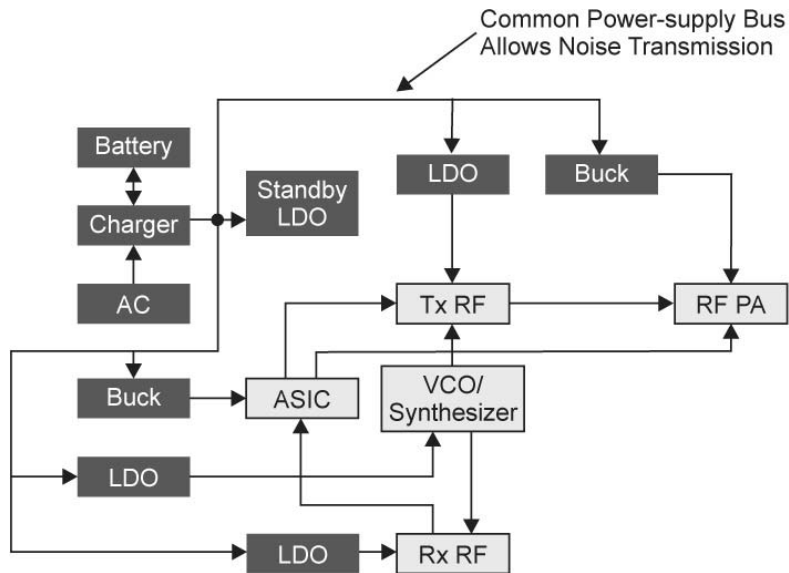 Common Power-supply Bus
Allows Noise Transmission
Battery
LDO
Buck
Standby
LDO
Charger
AC
Tx RF
RF PA
Buck
ASIC
VCO/
Synthesizer
LDO
LDO
Rx RF